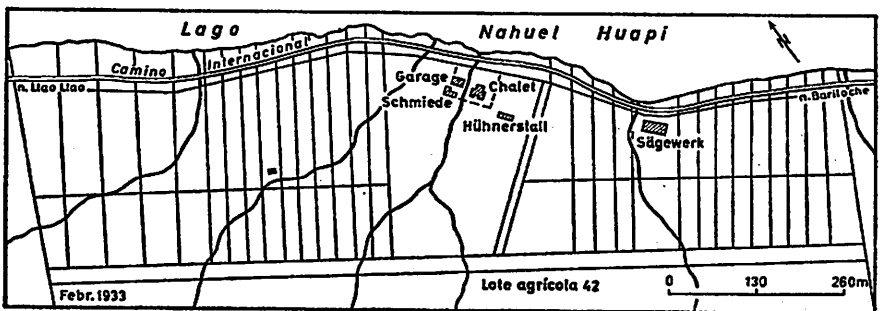 Lago Nahuel Huapi
N
Camino Internacional
n. Llao Llao
n. Bariloche
Garage
Chalet
Schmiede
Hühnerstall
Sägewerk
Lote agrícola 42
0 130 260m
Febr. 1933